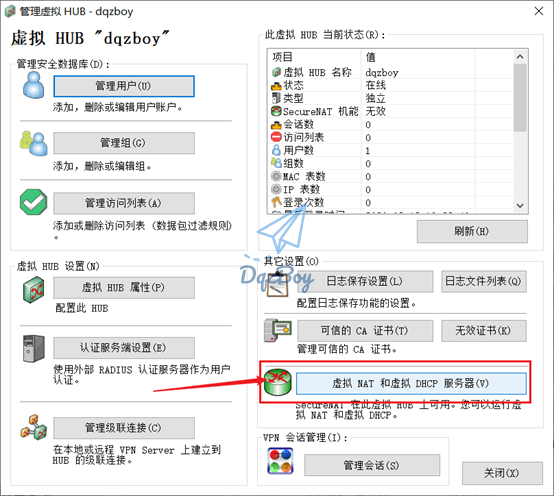 管理虚拟 HUB - dqzboy
虚拟 HUB "dqzboy"
管理安全数据库(D):
管理用户(U)
添加，删除或编辑用户账户。
管理组(G)
添加，删除或编辑组。
管理访问列表(A)
添加或删除访问列表 (数据包过滤规则)
。
虚拟 HUB 设置(N)
虚拟 HUB 属性(P)
配置此 HUB
认证服务端设置(E)
使用外部 RADIUS 认证服务器作为用户
认证。
管理级联连接(C)
在本地或远程 VPN Server 上建立到
HUB 的级联连接。
此虚拟 HUB 当前状态(R):
项目 值
虚拟 HUB 名称 dqzboy
状态 在线
类型 独立
SecureNAT 机能 无效
会话数 0
访问列表 0
用户数 1
组数 0
MAC 表数 0
IP 表数 0
登录次数 0
刷新(H)
其它设置(O)
DqzBoy
日志保存设置(L)
日志文件列表(Q)
配置日志保存功能的设置。
可信的 CA 证书(T)
无效证书(K)
管理可信的 CA 证书。
虚拟 NAT 和虚拟 DHCP 服务器(V)
SecureNAT 在此虚拟 HUB 上可用。您可以运行虚
拟 NAT 和虚拟 DHCP。
VPN 会话管理(I):
管理会话(S)
关闭(X)